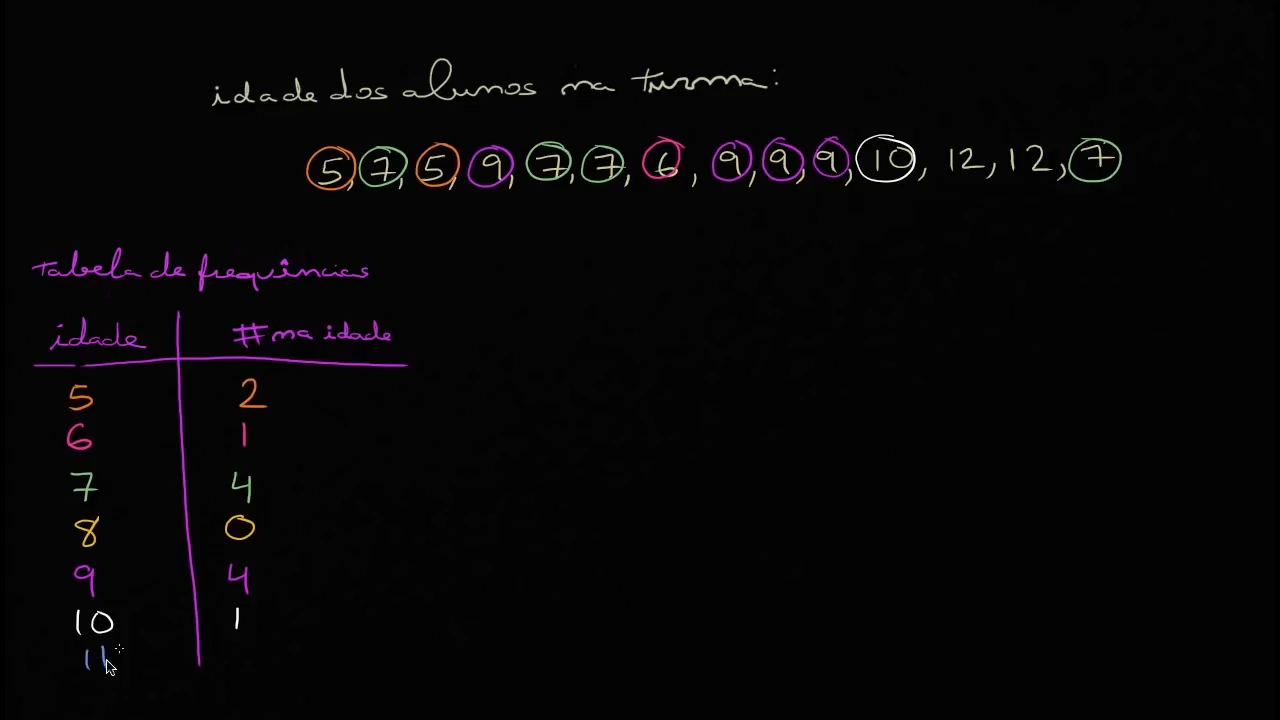 idade dos alunos na turma:
5, 7, 5, 9, 7, 7, 6, 9, 9, 9, 10, 12, 12, 7
Tabela de frequências
idade # na idade
5 2
6 1
7 4
8 0
9 4
10 1
11